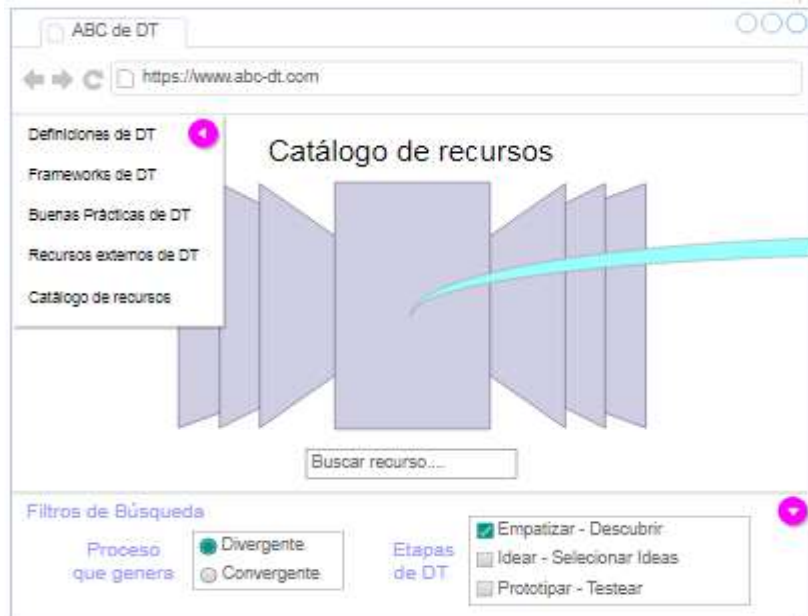 ABC de DT
https://www.abc-dt.com
Definiciones de DT
Frameworks de DT
Buenas Prácticas de DT
Recursos externos de DT
Catálogo de recursos
Catálogo de recursos
Buscar recurso....
Filtros de Búsqueda
Proceso
que genera
Divergente
Convergente
Etapas
de DT
Empatizar - Descubrir
Idear - Selecionar Ideas
Prototipar - Testear